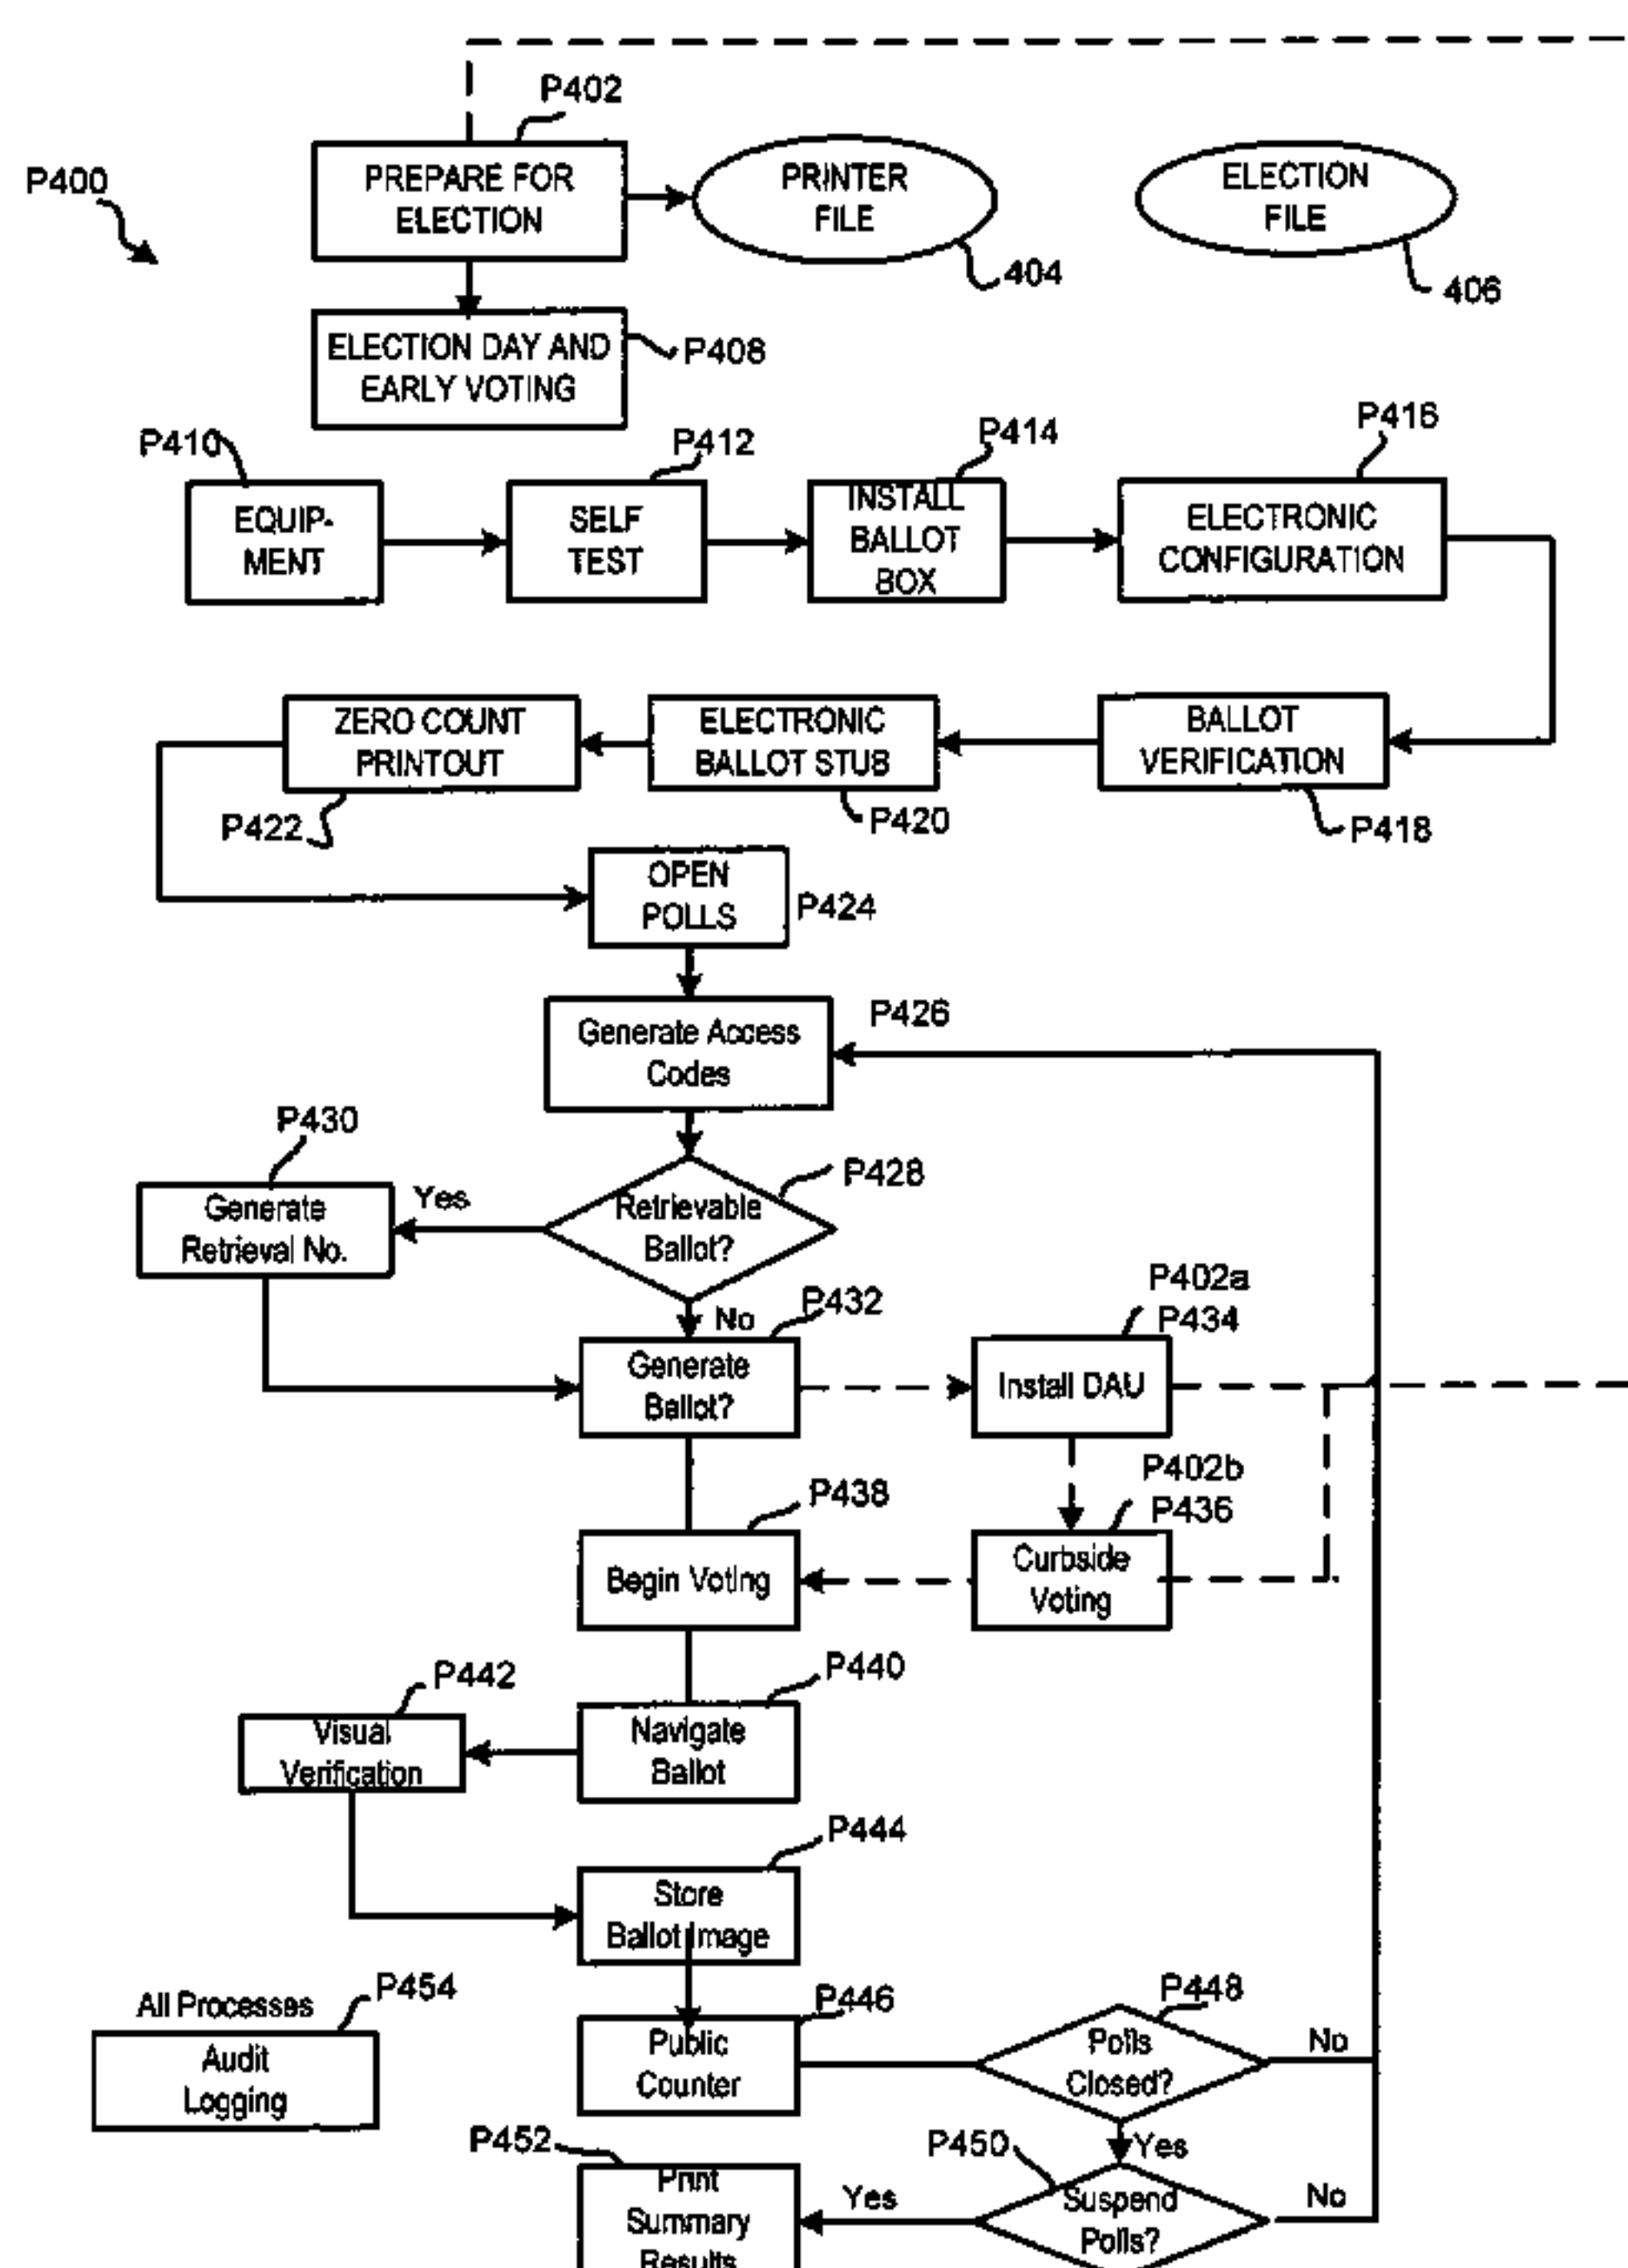 P402
P400
PREPARE FOR
ELECTION
PRINTER
FILE
ELECTION
FILE
404
406
ELECTION DAY AND
EARLY VOTING
P408
P410
P412
P414
P416
EQUIP-
MENT
SELF
TEST
INSTALL
BALLOT
BOX
ELECTRONIC
CONFIGURATION
ZERO COUNT
PRINTOUT
ELECTRONIC
BALLOT STUB
BALLOT
VERIFICATION
P422
P420
P418
OPEN
POLLS
P424
P426
Generate Access
Codes
P430
P428
Generate
Retrieval No.
Yes
Retrievable
Ballot?
No
P432
P402a
P434
Generate
Ballot?
Install DAU
P402b
P436
P438
Begin Voting
Curbside
Voting
P442
P440
Visual
Verification
Navigate
Ballot
P444
Store
Ballot Image
All Processes
P454
Audit
Logging
P446
Public
Counter
P448
Polls
Closed?
No
Yes
P452
P450
Print
Summary
Results
Yes
Suspend
Polls?
No